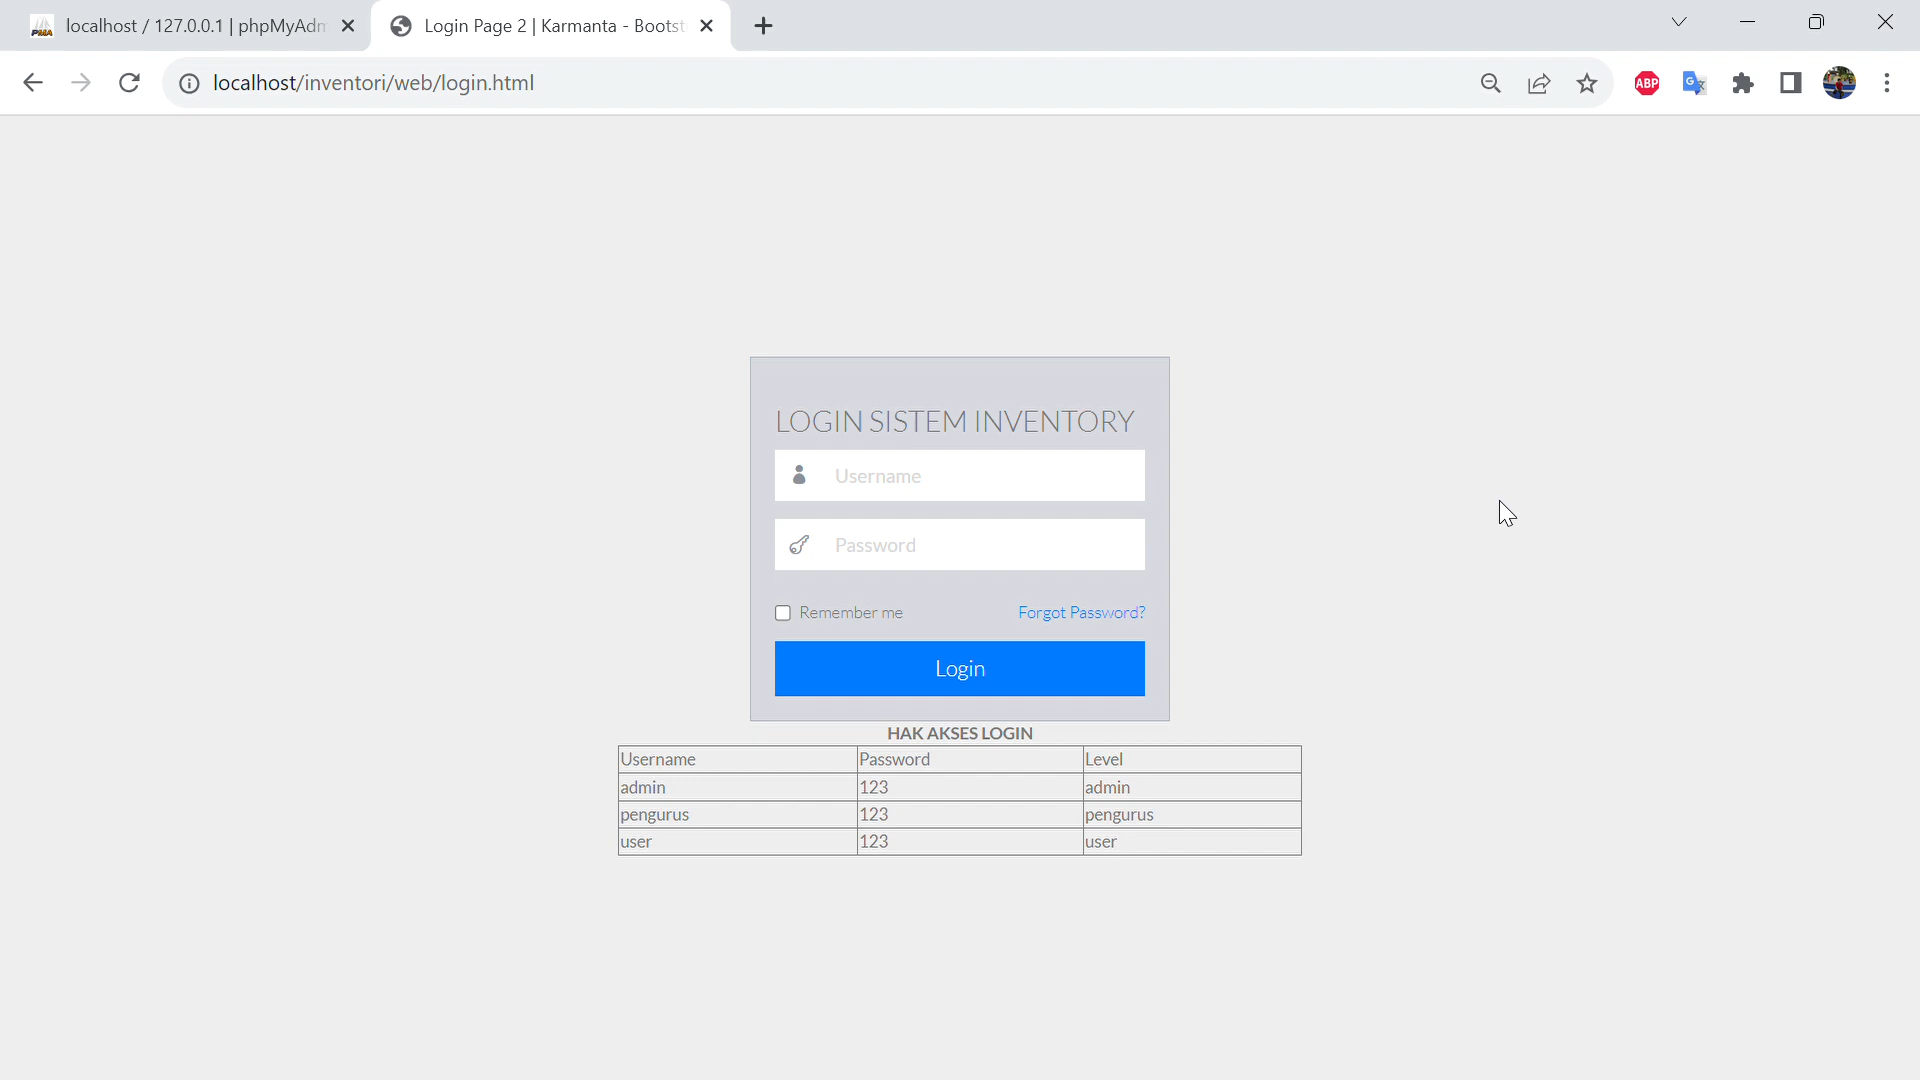 localhost / 127.0.0.1 | phpMyAdm
Login Page 2 | Karmanta - Bootst
localhost/inventori/web/login.html
ABP
LOGIN SISTEM INVENTORY
Username
Password
Remember me Forgot Password?
Login
HAK AKSES LOGIN
Username Password Level
admin 123 admin
pengurus 123 pengurus
user 123 user